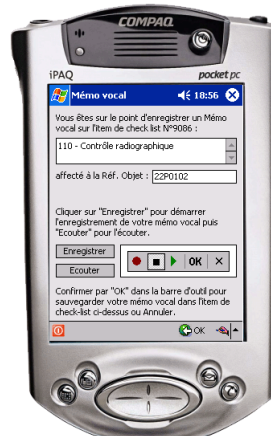 COMPAQ
iPAQ pocket pc
Mémo vocal 18:56
Vous êtes sur le point d'enregistrer un Mémo
vocal sur l'item de check list N°9086 :
110 - Contrôle radiographique
affecté à la Réf. Objet : 22P0102
Cliquer sur "Enregistrer" pour démarrer
l'enregistrement de votre mémo vocal puis
"Ecouter" pour l'écouter.
Enregistrer
OK
Ecouter
Confirmer par "OK" dans la barre d'outil pour
sauvegarder votre mémo vocal dans l'item de
check-list ci-dessus ou Annuler.
OK